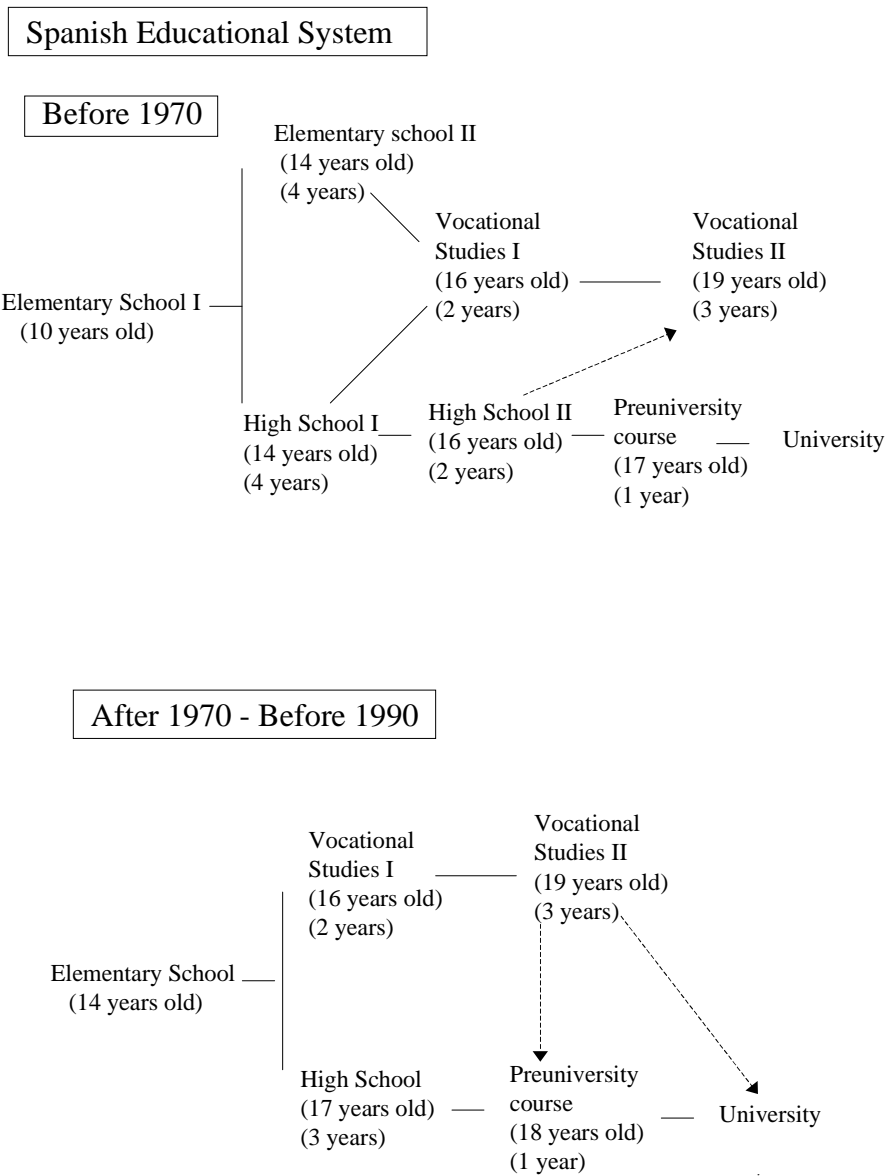 Spanish Educational System
Before 1970
Elementary school II
(14 years old)
(4 years)
Vocational
Studies I
(16 years old)
(2 years)
Vocational
Studies II
(19 years old)
(3 years)
Elementary School I
(10 years old)
High School I
(14 years old)
(4 years)
High School II
(16 years old)
(2 years)
Preuniversity
course
(17 years old)
(1 year)
University
After 1970 - Before 1990
Vocational
Studies I
(16 years old)
(2 years)
Vocational
Studies II
(19 years old)
(3 years)
Elementary School
(14 years old)
High School
(17 years old)
(3 years)
Preuniversity
course
(18 years old)
(1 year)
University